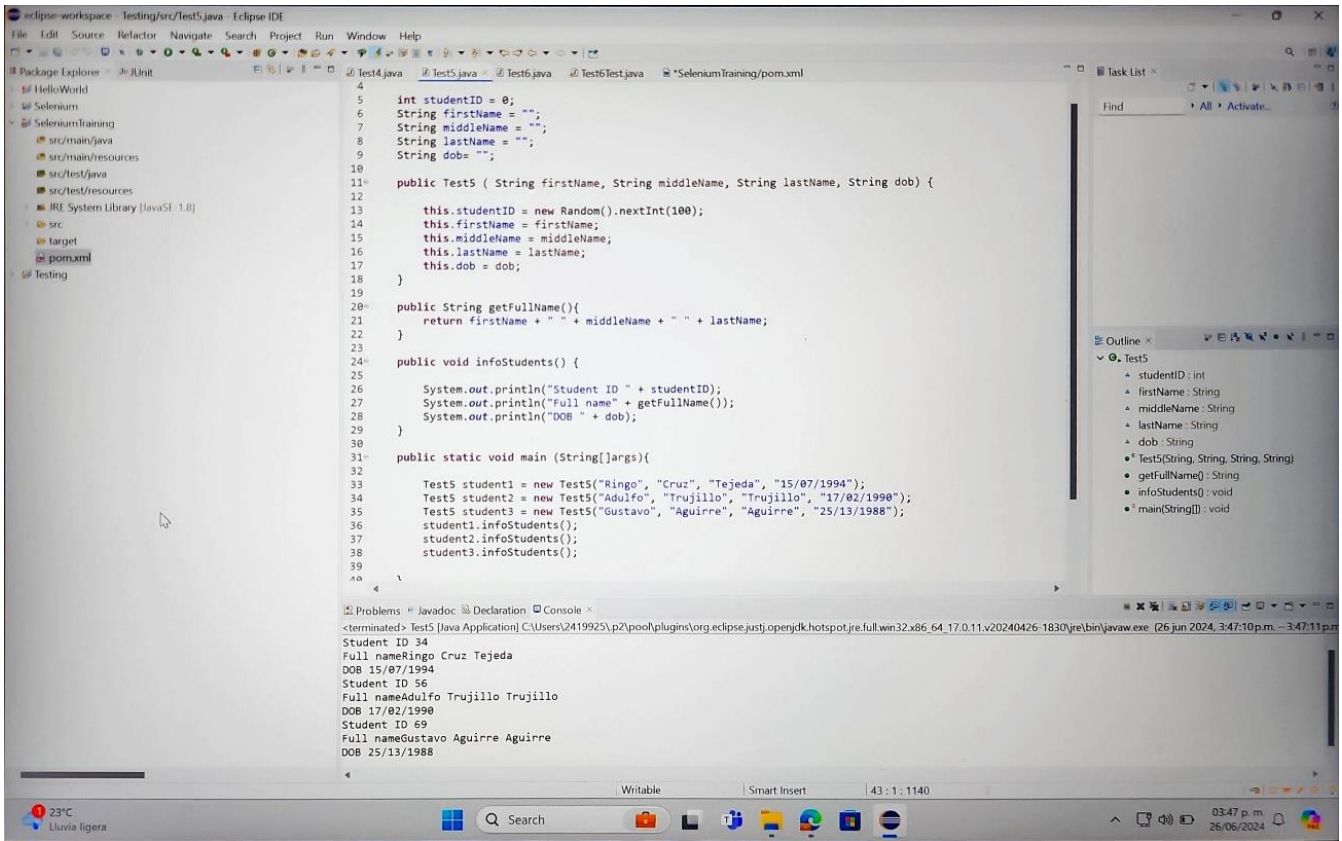 eclipse-workspace - Testing/src/Test5.java - Eclipse IDE
File Edit Source Refactor Navigate Search Project Run Window Help
Package Explorer JUnit
HelloWorld
Selenium
SeleniumTraining
src/main/java
src/main/resources
src/test/java
src/test/resources
JRE System Library [JavaSE-1.8]
src
target
pom.xml
Testing
Test4.java Test5.java Test6.java Test6Test.java *SeleniumTraining/pom.xml
4
5 int studentID = 0;
6 String firstName = "";
7 String middleName = "";
8 String lastName = "";
9 String dob= "";
10
11 public Test5 ( String firstName, String middleName, String lastName, String dob) {
12
13 this.studentID = new Random().nextInt(100);
14 this.firstName = firstName;
15 this.middleName = middleName;
16 this.lastName = lastName;
17 this.dob = dob;
18 }
19
20 public String getFullName(){
21 return firstName + " " + middleName + " " + lastName;
22 }
23
24 public void infoStudents() {
25
26 System.out.println("Student ID " + studentID);
27 System.out.println("Full name" + getFullName());
28 System.out.println("DOB " + dob);
29 }
30
31 public static void main (String[]args){
32
33 Test5 student1 = new Test5("Ringo", "Cruz", "Tejeda", "15/07/1994");
34 Test5 student2 = new Test5("Adulfo", "Trujillo", "Trujillo", "17/02/1990");
35 Test5 student3 = new Test5("Gustavo", "Aguirre", "Aguirre", "25/13/1988");
36 student1.infoStudents();
37 student2.infoStudents();
38 student3.infoStudents();
39
40 }
Task List
Find All Activate...
Outline
Test5
studentID : int
firstName : String
middleName : String
lastName : String
dob : String
Test5(String, String, String, String)
getFullName() : String
infoStudents() : void
main(String[]) : void
Problems Javadoc Declaration Console
<terminated> Test5 [Java Application] C:\Users\2419925\.p2\pool\plugins\org.eclipse.justj.openjdk.hotspot.jre.full.win32.x86_64_17.0.11.v20240426-1830\jre\bin\javaw.exe (26 jun 2024, 3:47:10 p.m. – 3:47:11 p.m
Student ID 34
Full nameRingo Cruz Tejeda
DOB 15/07/1994
Student ID 56
Full nameAdulfo Trujillo Trujillo
DOB 17/02/1990
Student ID 69
Full nameGustavo Aguirre Aguirre
DOB 25/13/1988
Writable Smart Insert 43 : 1 : 1140
1
23°C
Lluvia ligera
Search
03:47 p. m.
26/06/2024